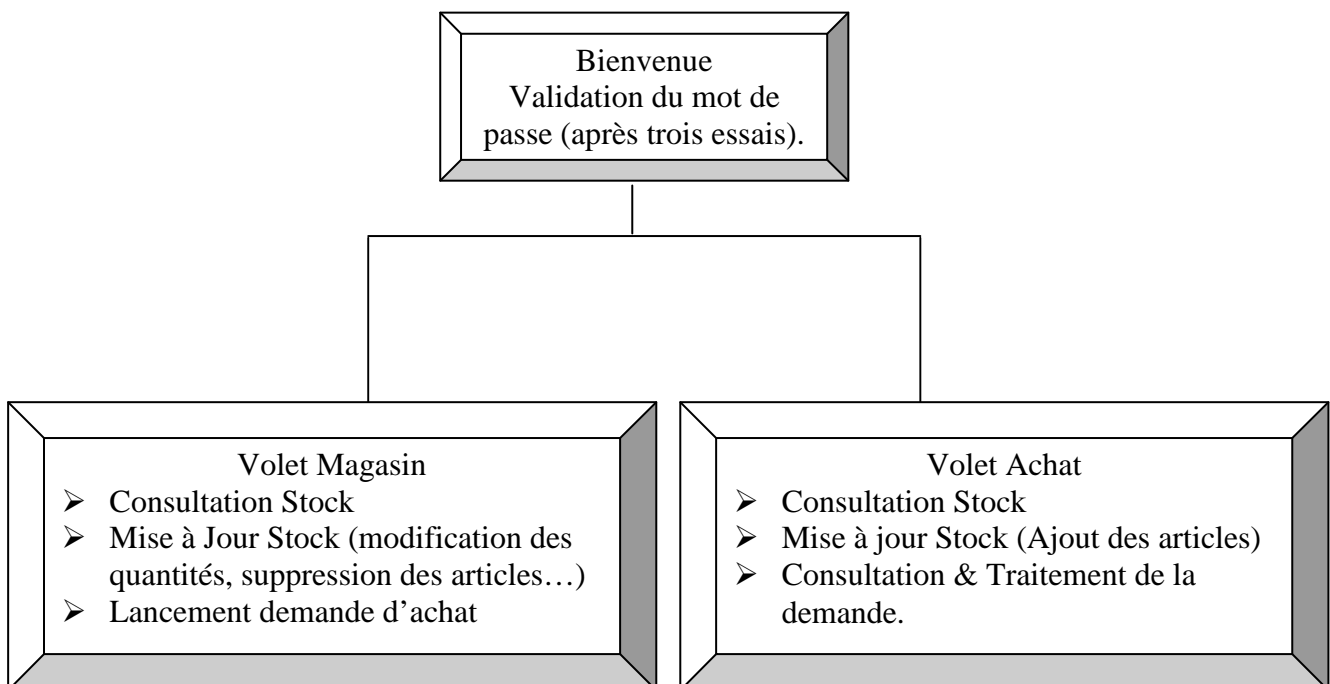 Bienvenue
Validation du mot de
passe (après trois essais).
Volet Magasin
➢ Consultation Stock
➢ Mise à Jour Stock (modification des
quantités, suppression des articles…)
➢ Lancement demande d’achat
Volet Achat
➢ Consultation Stock
➢ Mise à jour Stock (Ajout des articles)
➢ Consultation & Traitement de la
demande.